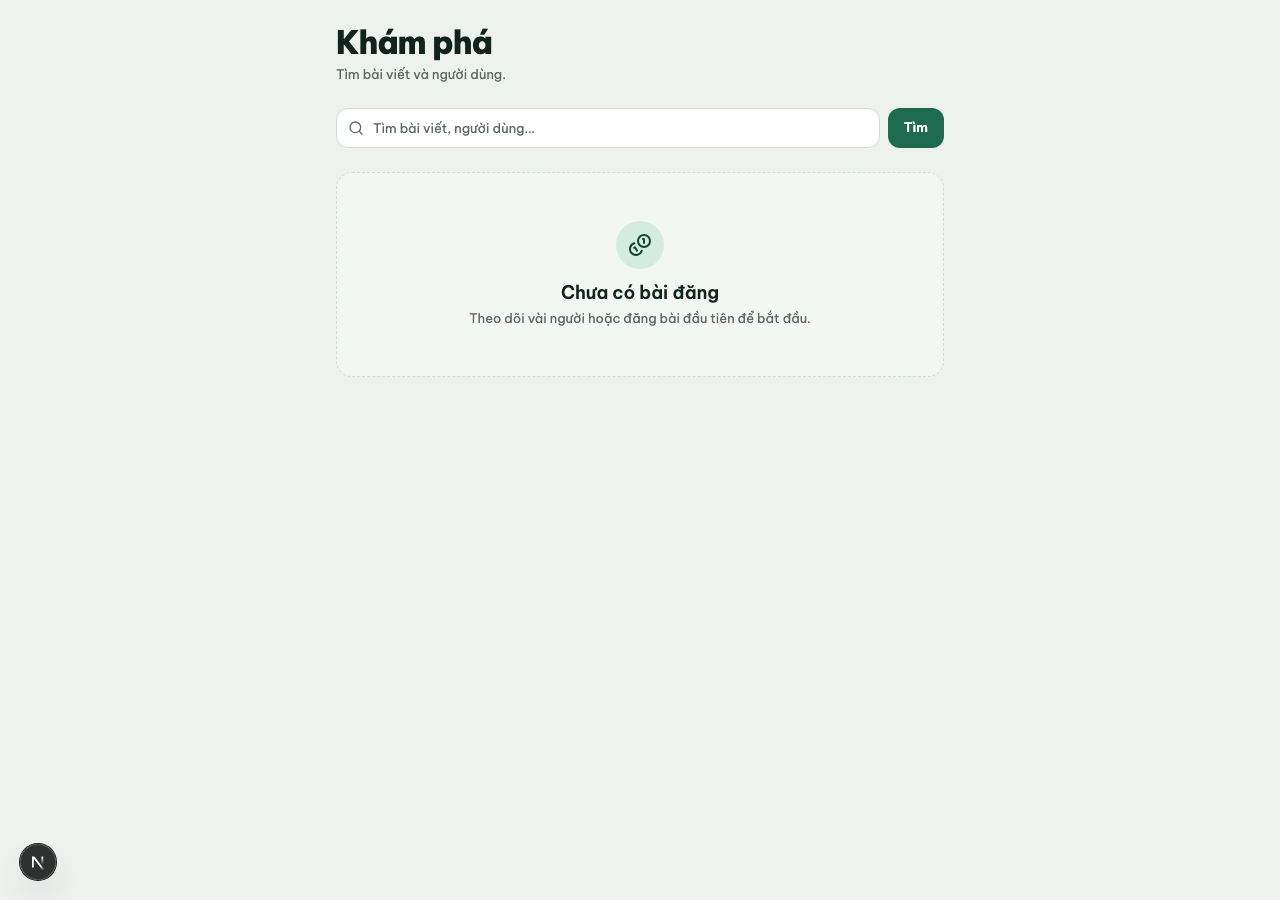 Khám phá
Tìm bài viết và người dùng.
Tìm bài viết, người dùng...
Tìm
Chưa có bài đăng
Theo dõi vài người hoặc đăng bài đầu tiên để bắt đầu.
N